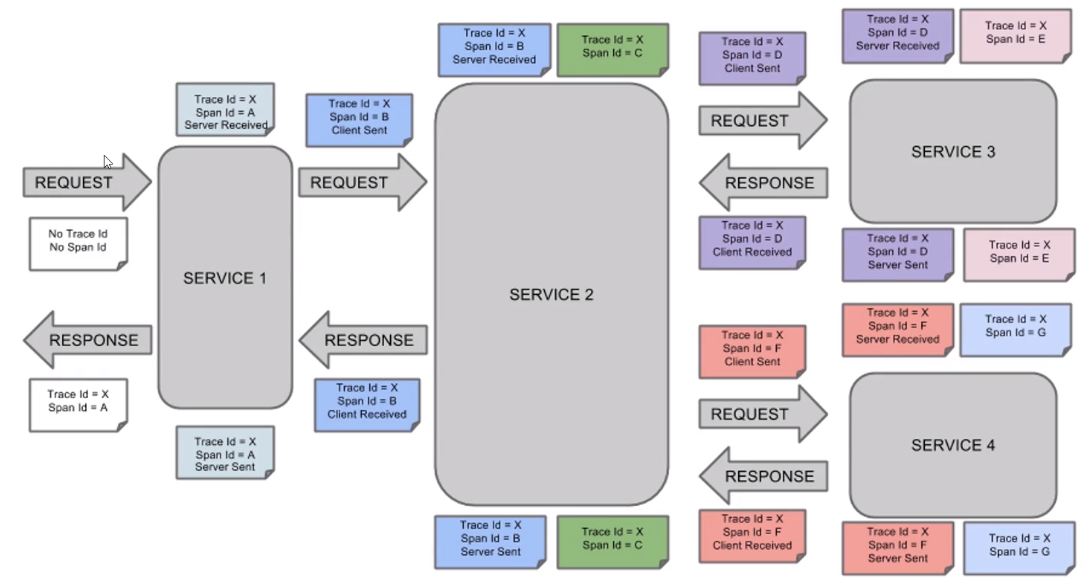 Trace Id = X
Span Id = B
Server Received
Trace Id = X
Span Id = C
Trace Id = X
Span Id = D
Client Sent
Trace Id = X
Span Id = D
Server Received
Trace Id = X
Span Id = E
Trace Id = X
Span Id = A
Server Received
Trace Id = X
Span Id = B
Client Sent
REQUEST
No Trace Id
No Span Id
SERVICE 1
REQUEST
SERVICE 2
REQUEST
RESPONSE
SERVICE 3
Trace Id = X
Span Id = D
Client Received
Trace Id = X
Span Id = D
Server Sent
Trace Id = X
Span Id = E
RESPONSE
Trace Id = X
Span Id = A
RESPONSE
Trace Id = X
Span Id = B
Client Received
Trace Id = X
Span Id = A
Server Sent
Trace Id = X
Span Id = F
Client Sent
Trace Id = X
Span Id = F
Server Received
Trace Id = X
Span Id = G
REQUEST
RESPONSE
SERVICE 4
Trace Id = X
Span Id = B
Server Sent
Trace Id = X
Span Id = C
Trace Id = X
Span Id = F
Client Received
Trace Id = X
Span Id = F
Server Sent
Trace Id = X
Span Id = G